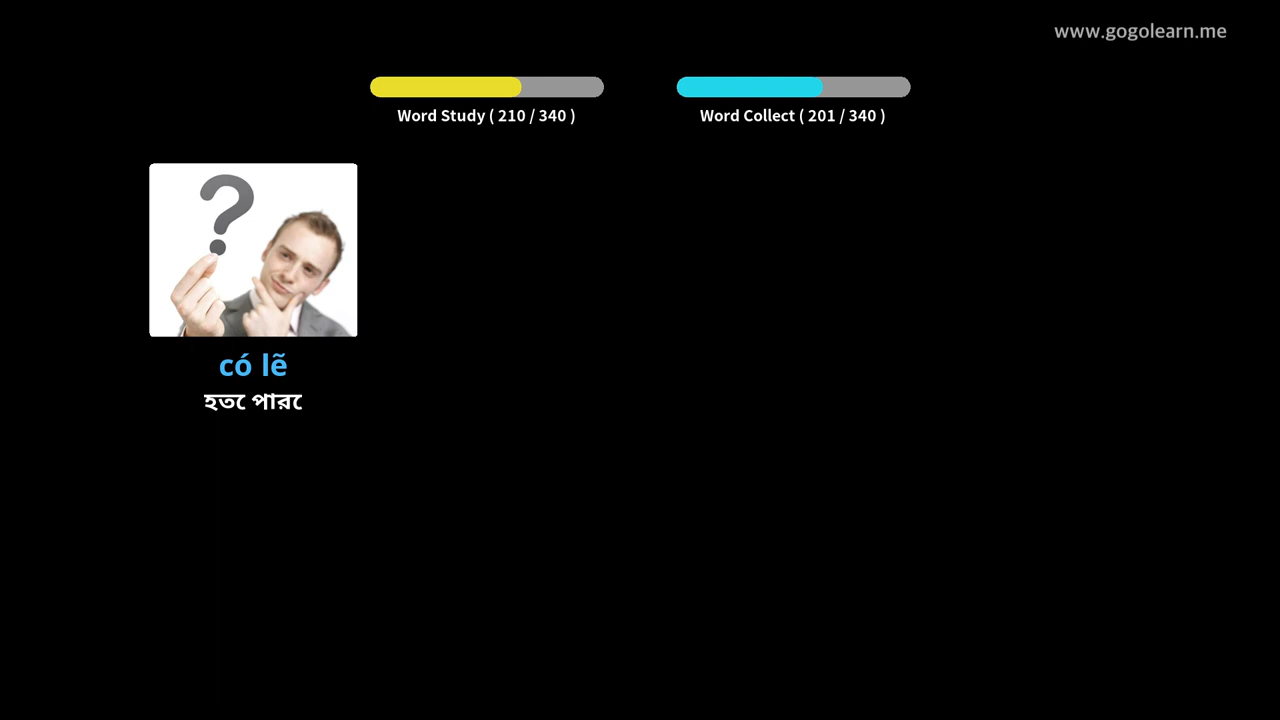 www.gogolearn.me
Word Study ( 210 / 340 )
Word Collect ( 201 / 340 )
?
có lẽ
হতে পারে